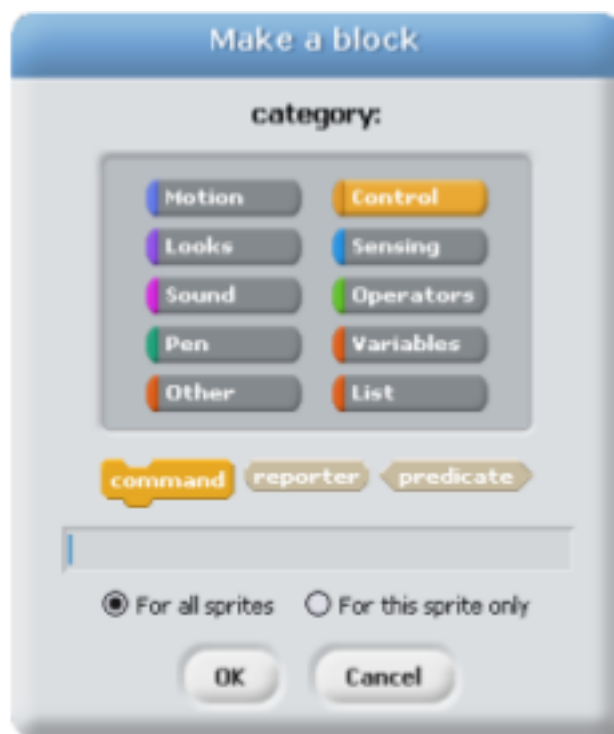 Make a block
category:
Motion Control
Looks Sensing
Sound Operators
Pen Variables
Other List
command reporter predicate
For all sprites For this sprite only
OK Cancel